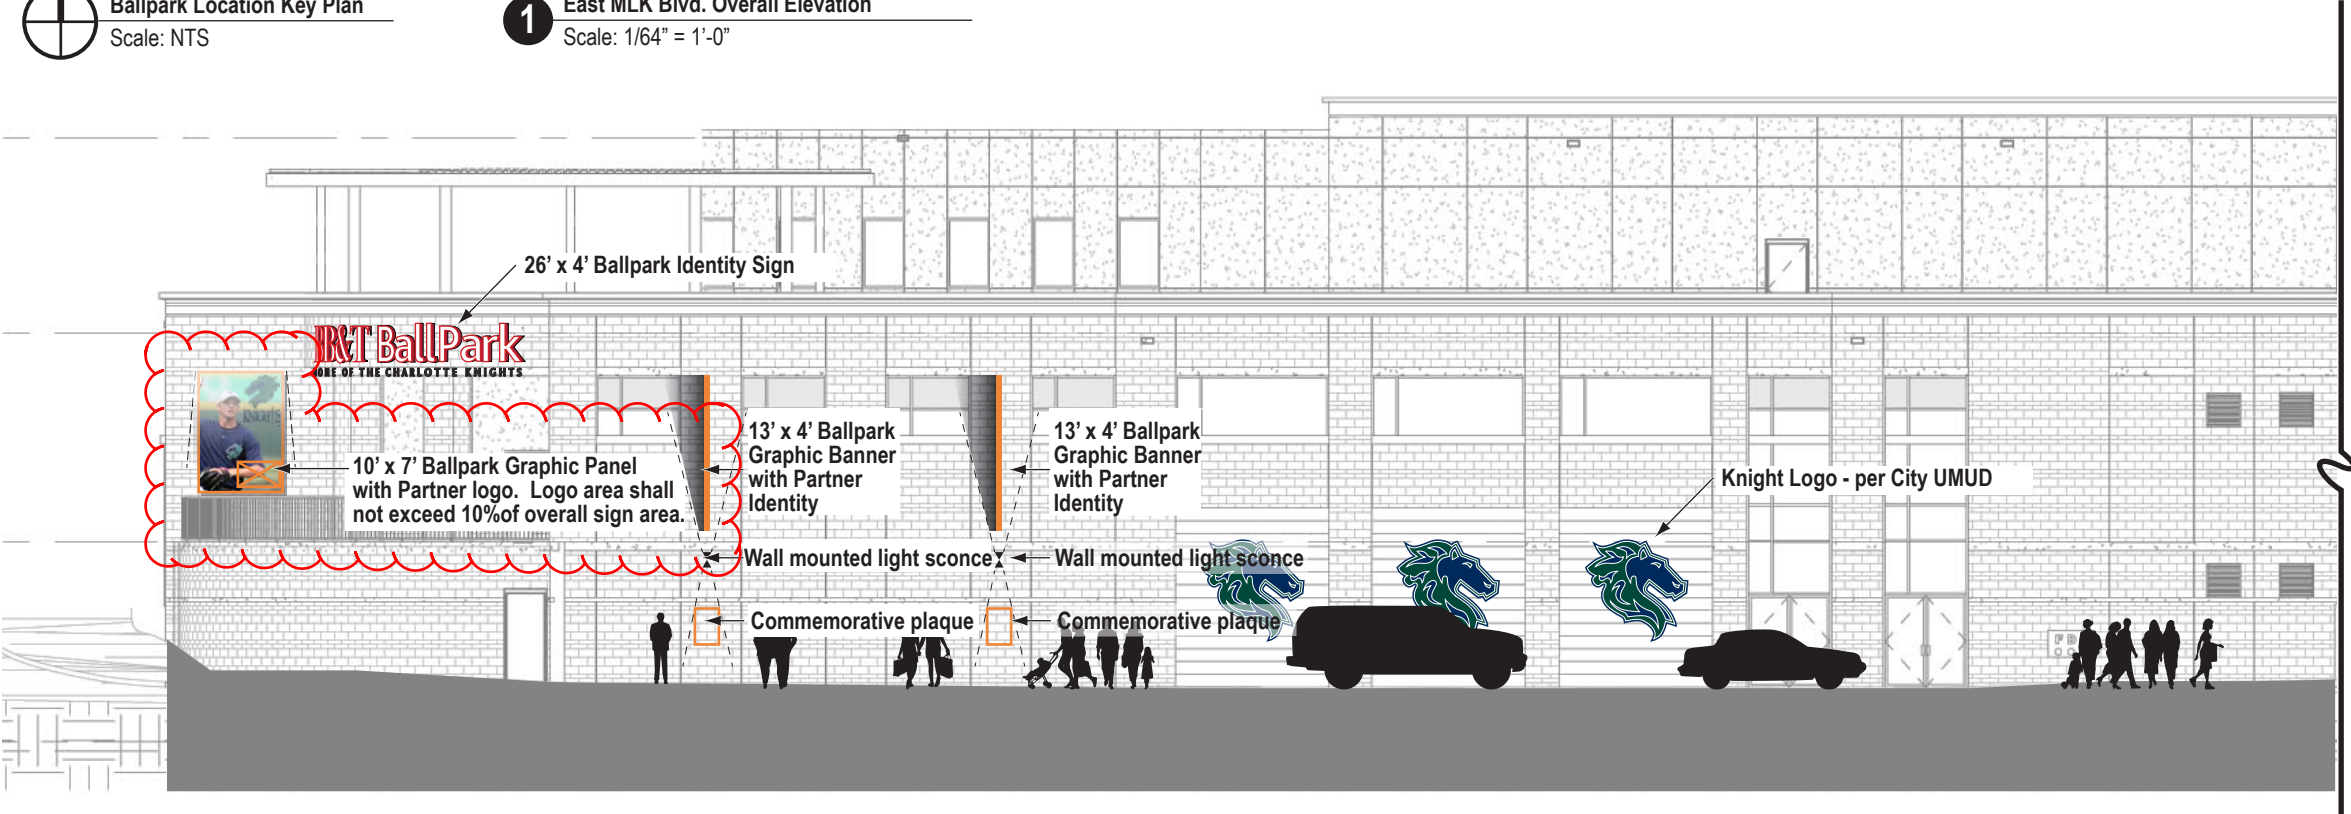 Ballpark Location Key Plan
Scale: NTS
1
East MLK Blvd. Overall Elevation
Scale: 1/64” = 1’-0”
26’ x 4’ Ballpark Identity Sign
BallPark
OF THE CHARLOTTE KNIGHTS
KNIGHTS
10’ x 7’ Ballpark Graphic Panel
with Partner logo.  Logo area shall
not exceed 10%of overall sign area.
13’ x 4’ Ballpark
Graphic Banner
with Partner
Identity
13’ x 4’ Ballpark
Graphic Banner
with Partner
Identity
Knight Logo - per City UMUD
Wall mounted light sconce
Wall mounted light sconce
Commemorative plaque
Commemorative plaque